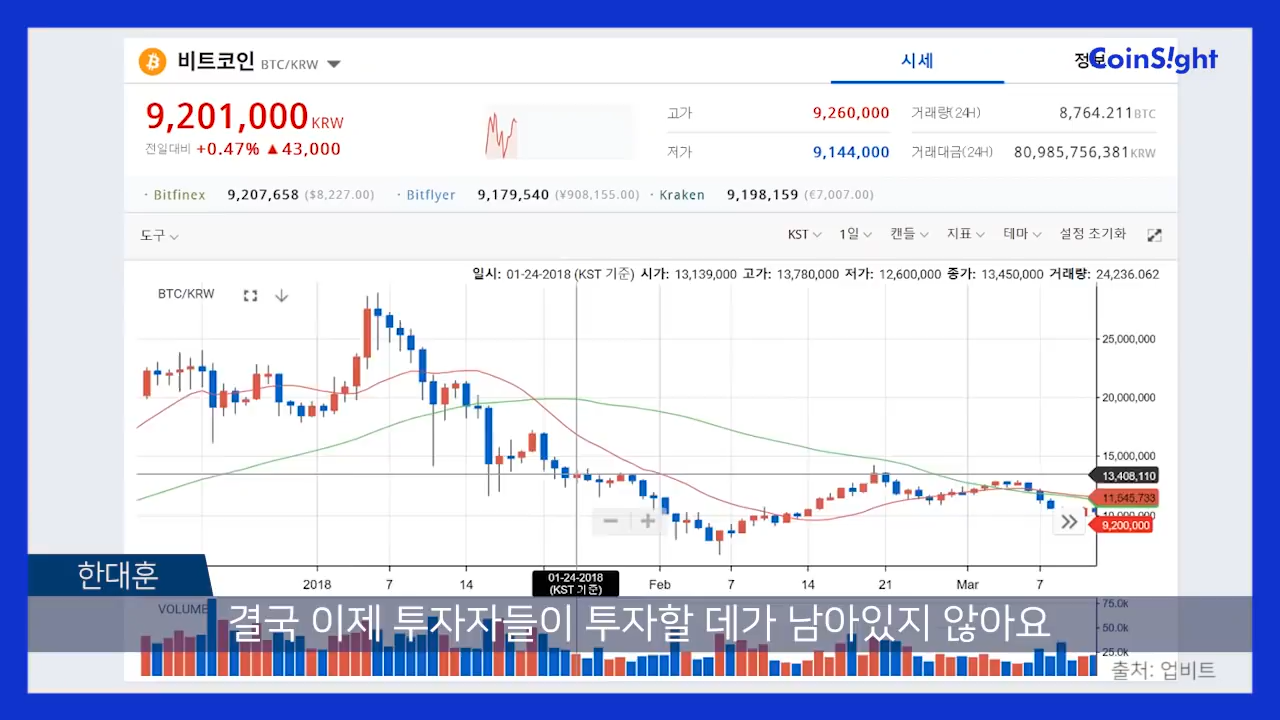 비트코인 BTC/KRW
시세
정보
CoinS!ght
9,201,000 KRW
전일대비 +0.47% ▲ 43,000
고가 9,260,000
거래량(24H) 8,764.211 BTC
저가 9,144,000
거래대금(24H) 80,985,756,381 KRW
· Bitfinex 9,207,658 ($8,227.00) · Bitflyer 9,179,540 (¥908,155.00) · Kraken 9,198,159 (€7,007.00)
도구
KST 1일 캔들 지표 테마 설정 초기화
일시: 01-24-2018 (KST 기준) 시가: 13,139,000 고가: 13,780,000 저가: 12,600,000 종가: 13,450,000 거래량: 24,236.062
BTC/KRW
25,000,000
20,000,000
15,000,000
13,408,110
11,645,733
10,000,000
9,200,000
2018 7 14 01-24-2018 Feb 7 14 21 Mar 7
(KST 기준)
한대훈
VOLUME
결국 이제 투자자들이 투자할 데가 남아있지 않아요
75.0k
50.0k
25.0k
출처: 업비트